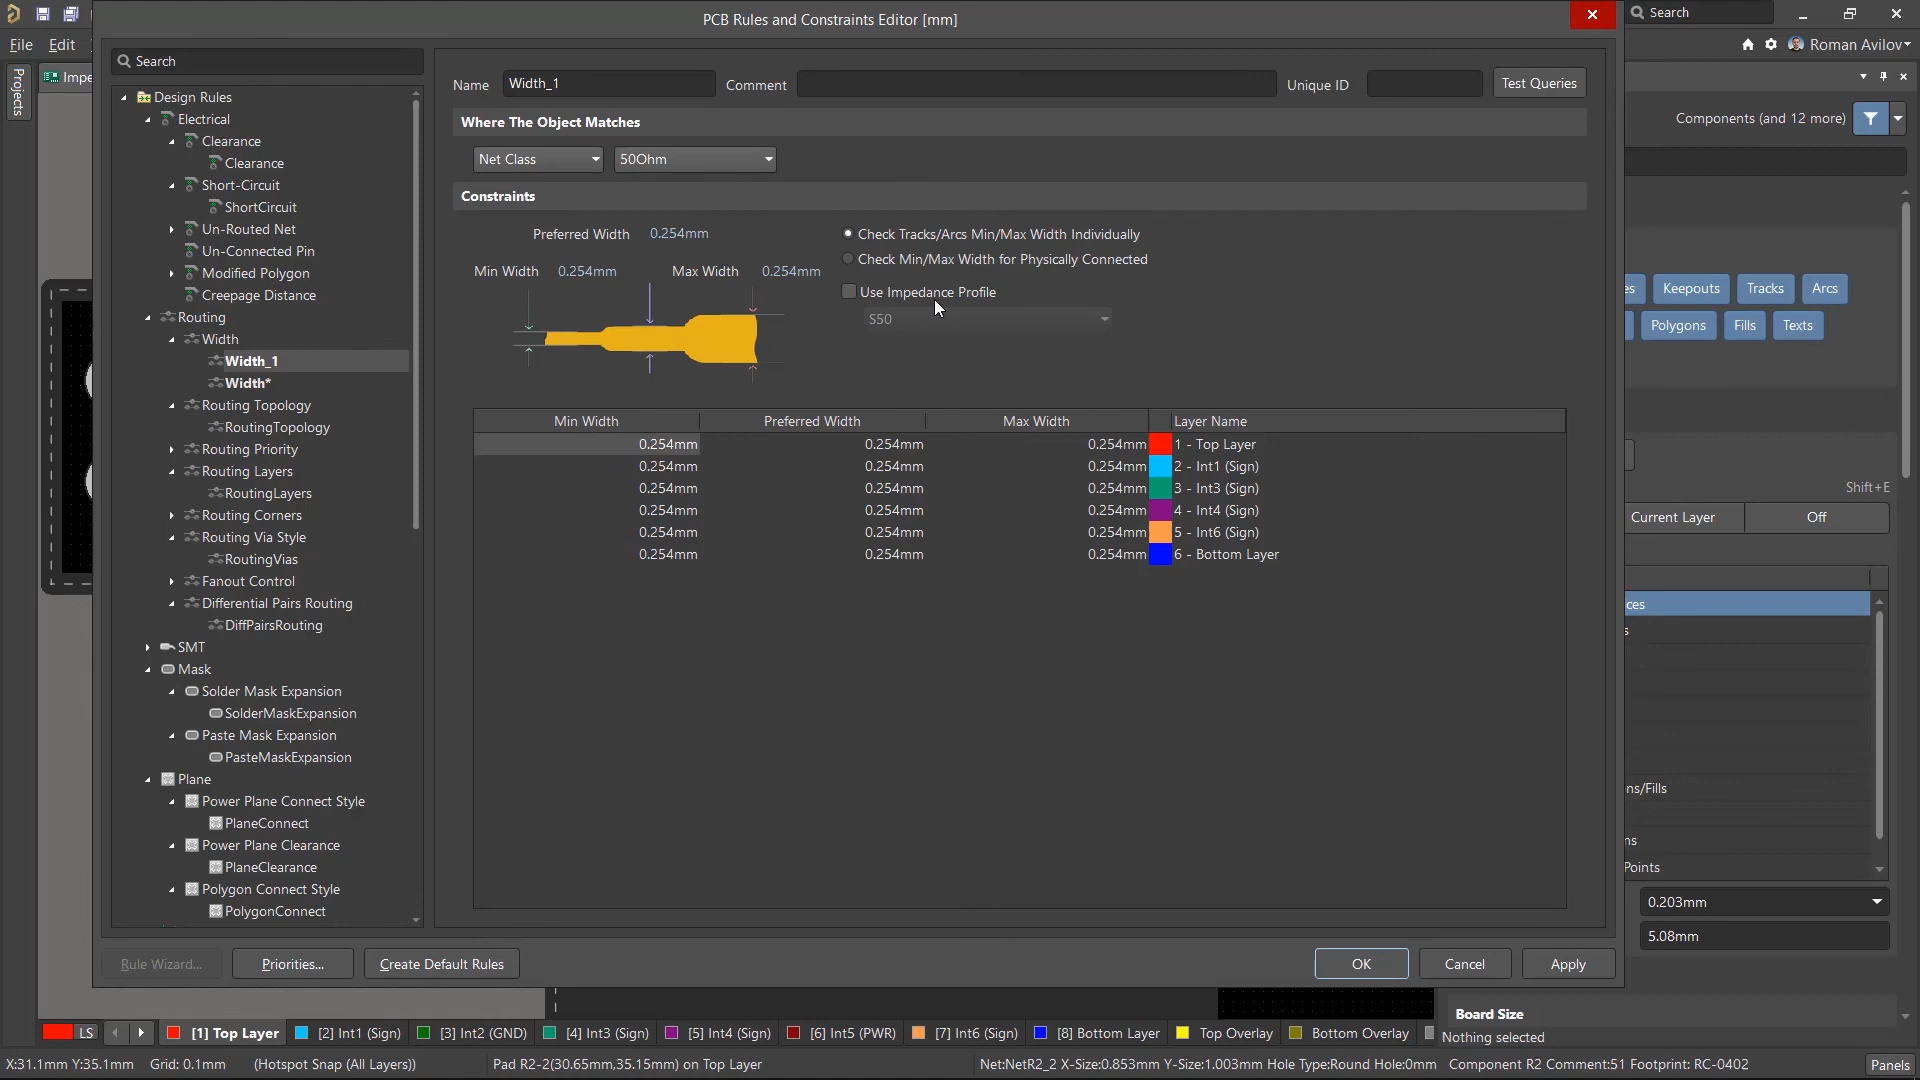 PCB Rules and Constraints Editor [mm]
Search
File Edit
Roman Avilov
Projects
Impe
Search
Design Rules
Electrical
Clearance
Clearance
Short-Circuit
ShortCircuit
Un-Routed Net
Un-Connected Pin
Modified Polygon
Creepage Distance
Routing
Width
Width_1
Width*
Routing Topology
RoutingTopology
Routing Priority
Routing Layers
RoutingLayers
Routing Corners
Routing Via Style
RoutingVias
Fanout Control
Differential Pairs Routing
DiffPairsRouting
SMT
Mask
Solder Mask Expansion
SolderMaskExpansion
Paste Mask Expansion
PasteMaskExpansion
Plane
Power Plane Connect Style
PlaneConnect
Power Plane Clearance
PlaneClearance
Polygon Connect Style
PolygonConnect
Name Width_1 Comment Unique ID Test Queries
Where The Object Matches
Net Class 50Ohm
Constraints
Preferred Width 0.254mm
Min Width 0.254mm Max Width 0.254mm
Check Tracks/Arcs Min/Max Width Individually
Check Min/Max Width for Physically Connected
Use Impedance Profile
S50
Min Width Preferred Width Max Width Layer Name
0.254mm 0.254mm 0.254mm 1 - Top Layer
0.254mm 0.254mm 0.254mm 2 - Int1 (Sign)
0.254mm 0.254mm 0.254mm 3 - Int3 (Sign)
0.254mm 0.254mm 0.254mm 4 - Int4 (Sign)
0.254mm 0.254mm 0.254mm 5 - Int6 (Sign)
0.254mm 0.254mm 0.254mm 6 - Bottom Layer
Rule Wizard... Priorities... Create Default Rules OK Cancel Apply
Components (and 12 more)
es Keepouts Tracks Arcs
Polygons Fills Texts
Shift+E
Current Layer Off
ces
s
ns/Fills
ns
Points
0.203mm
5.08mm
Board Size
Nothing selected
LS [1] Top Layer [2] Int1 (Sign) [3] Int2 (GND) [4] Int3 (Sign) [5] Int4 (Sign) [6] Int5 (PWR) [7] Int6 (Sign) [8] Bottom Layer Top Overlay Bottom Overlay
X:31.1mm Y:35.1mm Grid: 0.1mm (Hotspot Snap (All Layers)) Pad R2-2(30.65mm,35.15mm) on Top Layer Net:NetR2_2 X-Size:0.853mm Y-Size:1.003mm Hole Type:Round Hole:0mm Component R2 Comment:51 Footprint: RC-0402 Panels